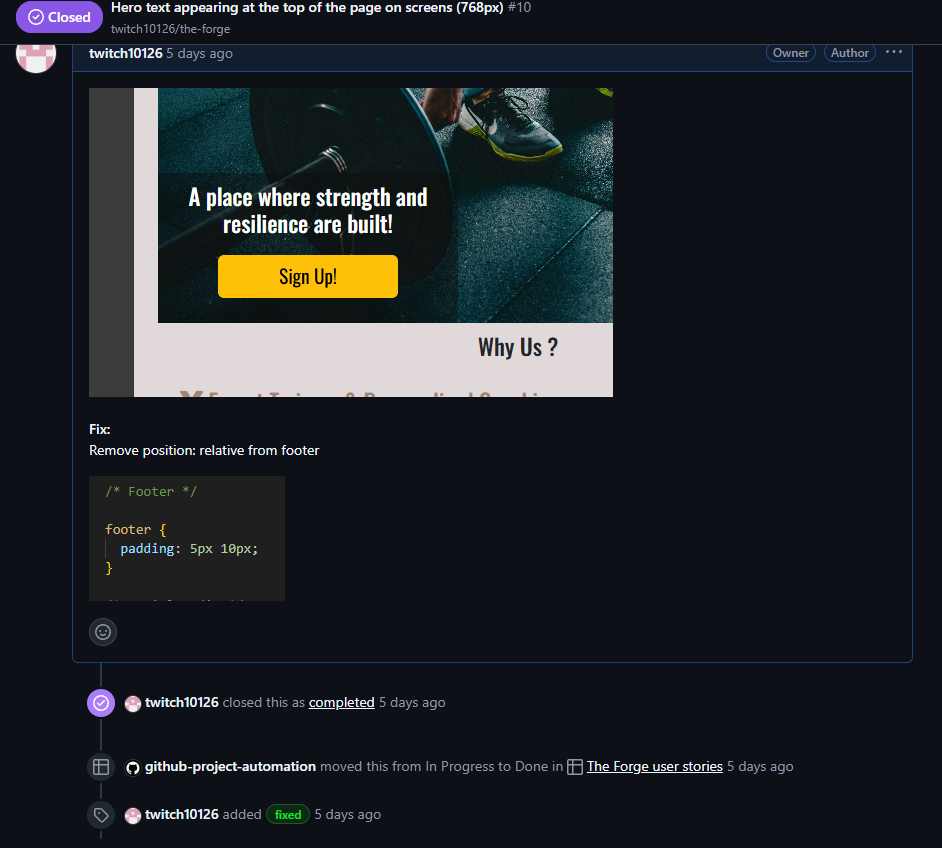 Closed
Hero text appearing at the top of the page on screens (768px) #10
twitch10126/the-forge
twitch10126 5 days ago
Owner
Author
A place where strength and
resilience are built!
Sign Up!
Why Us ?
Fix:
Remove position: relative from footer
/* Footer */
footer {
padding: 5px 10px;
}
twitch10126 closed this as completed 5 days ago
github-project-automation moved this from In Progress to Done in The Forge user stories 5 days ago
twitch10126 added fixed 5 days ago